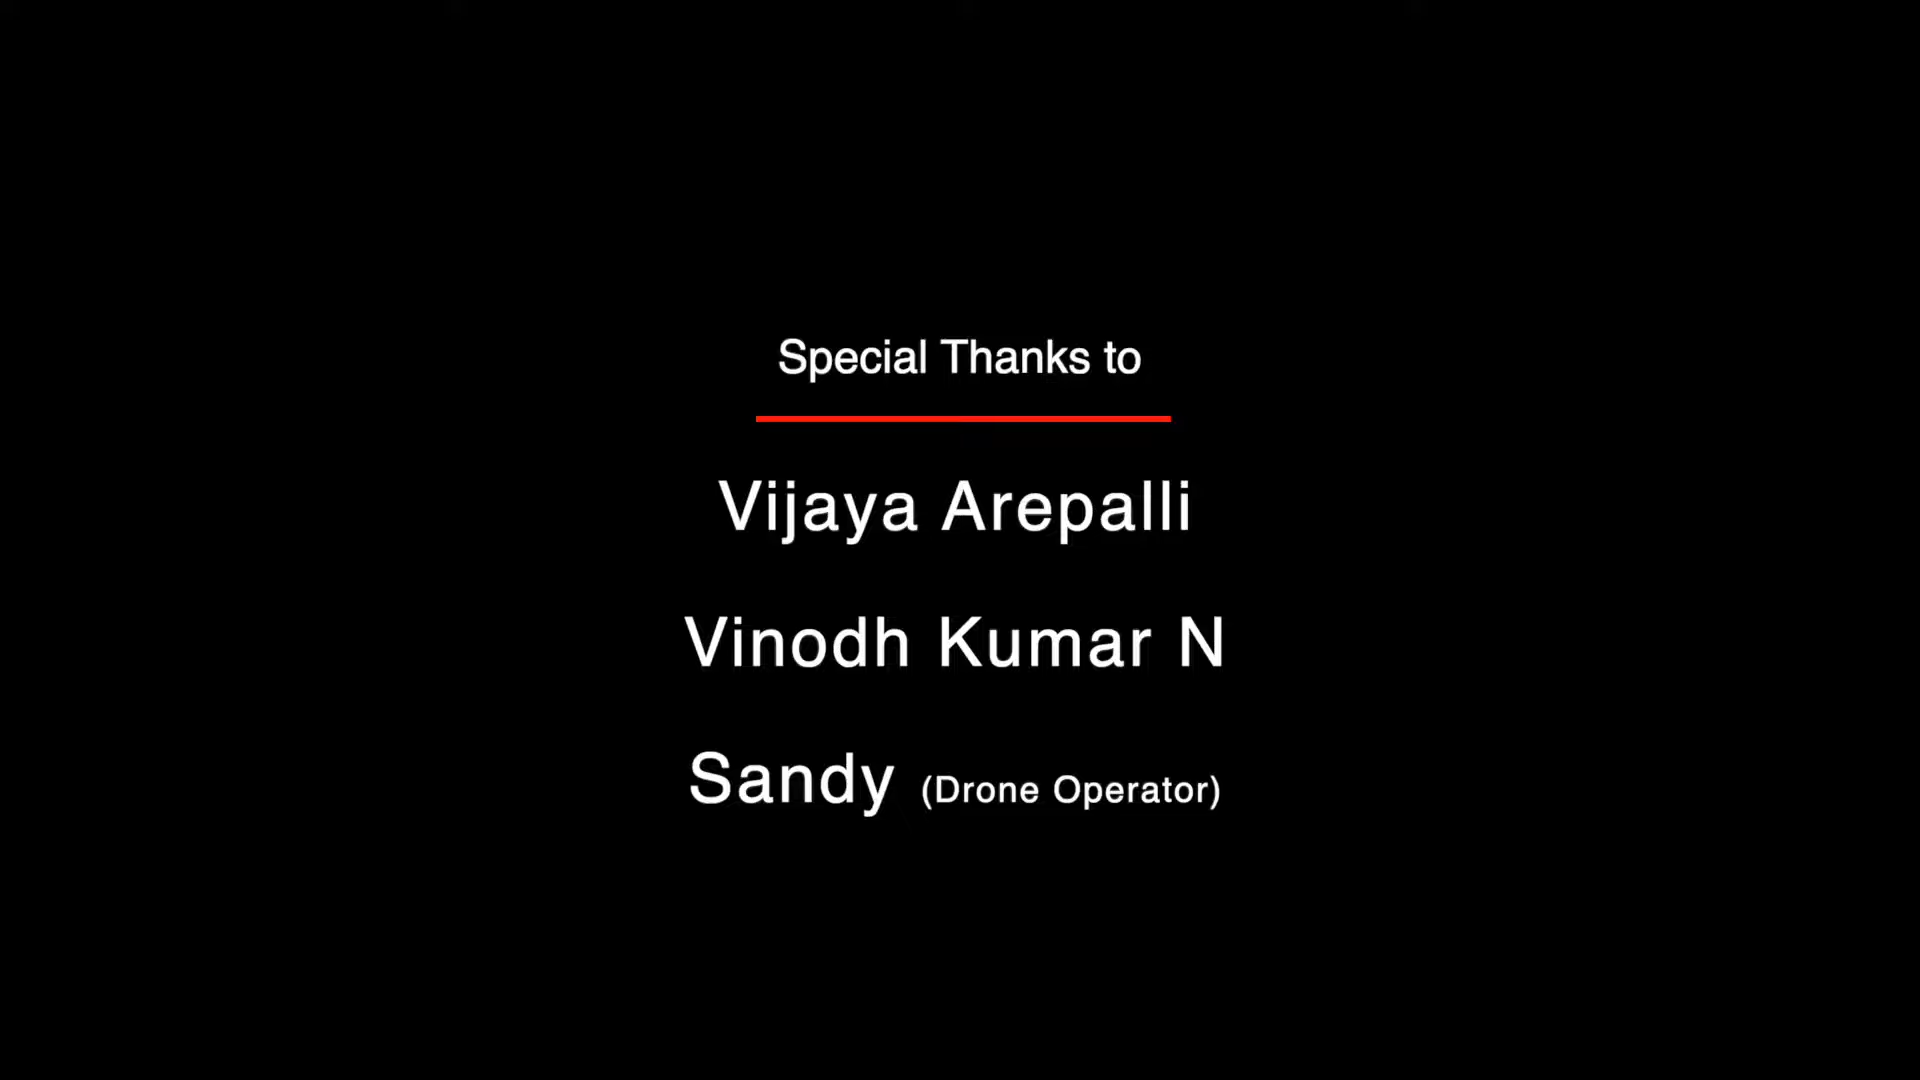 Special Thanks to
Vijaya Arepalli
Vinodh Kumar N
Sandy (Drone Operator)